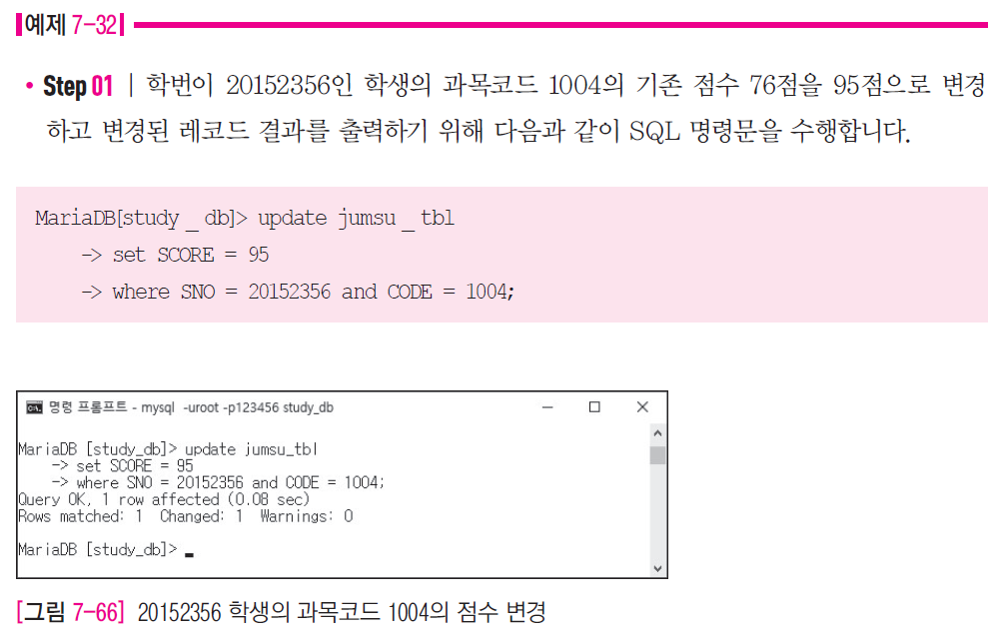 예제 7-32
• Step 01 | 학번이 20152356인 학생의 과목코드 1004의 기존 점수 76점을 95점으로 변경
하고 변경된 레코드 결과를 출력하기 위해 다음과 같이 SQL 명령문을 수행합니다.
MariaDB[study _ db]> update jumsu _ tbl
-> set SCORE = 95
-> where SNO = 20152356 and CODE = 1004;
명령 프롬프트 - mysql -uroot -p123456 study_db
MariaDB [study_db]> update jumsu_tbl
-> set SCORE = 95
-> where SNO = 20152356 and CODE = 1004;
Query OK, 1 row affected (0.08 sec)
Rows matched: 1 Changed: 1 Warnings: 0
MariaDB [study_db]> _
[그림 7-66] 20152356 학생의 과목코드 1004의 점수 변경